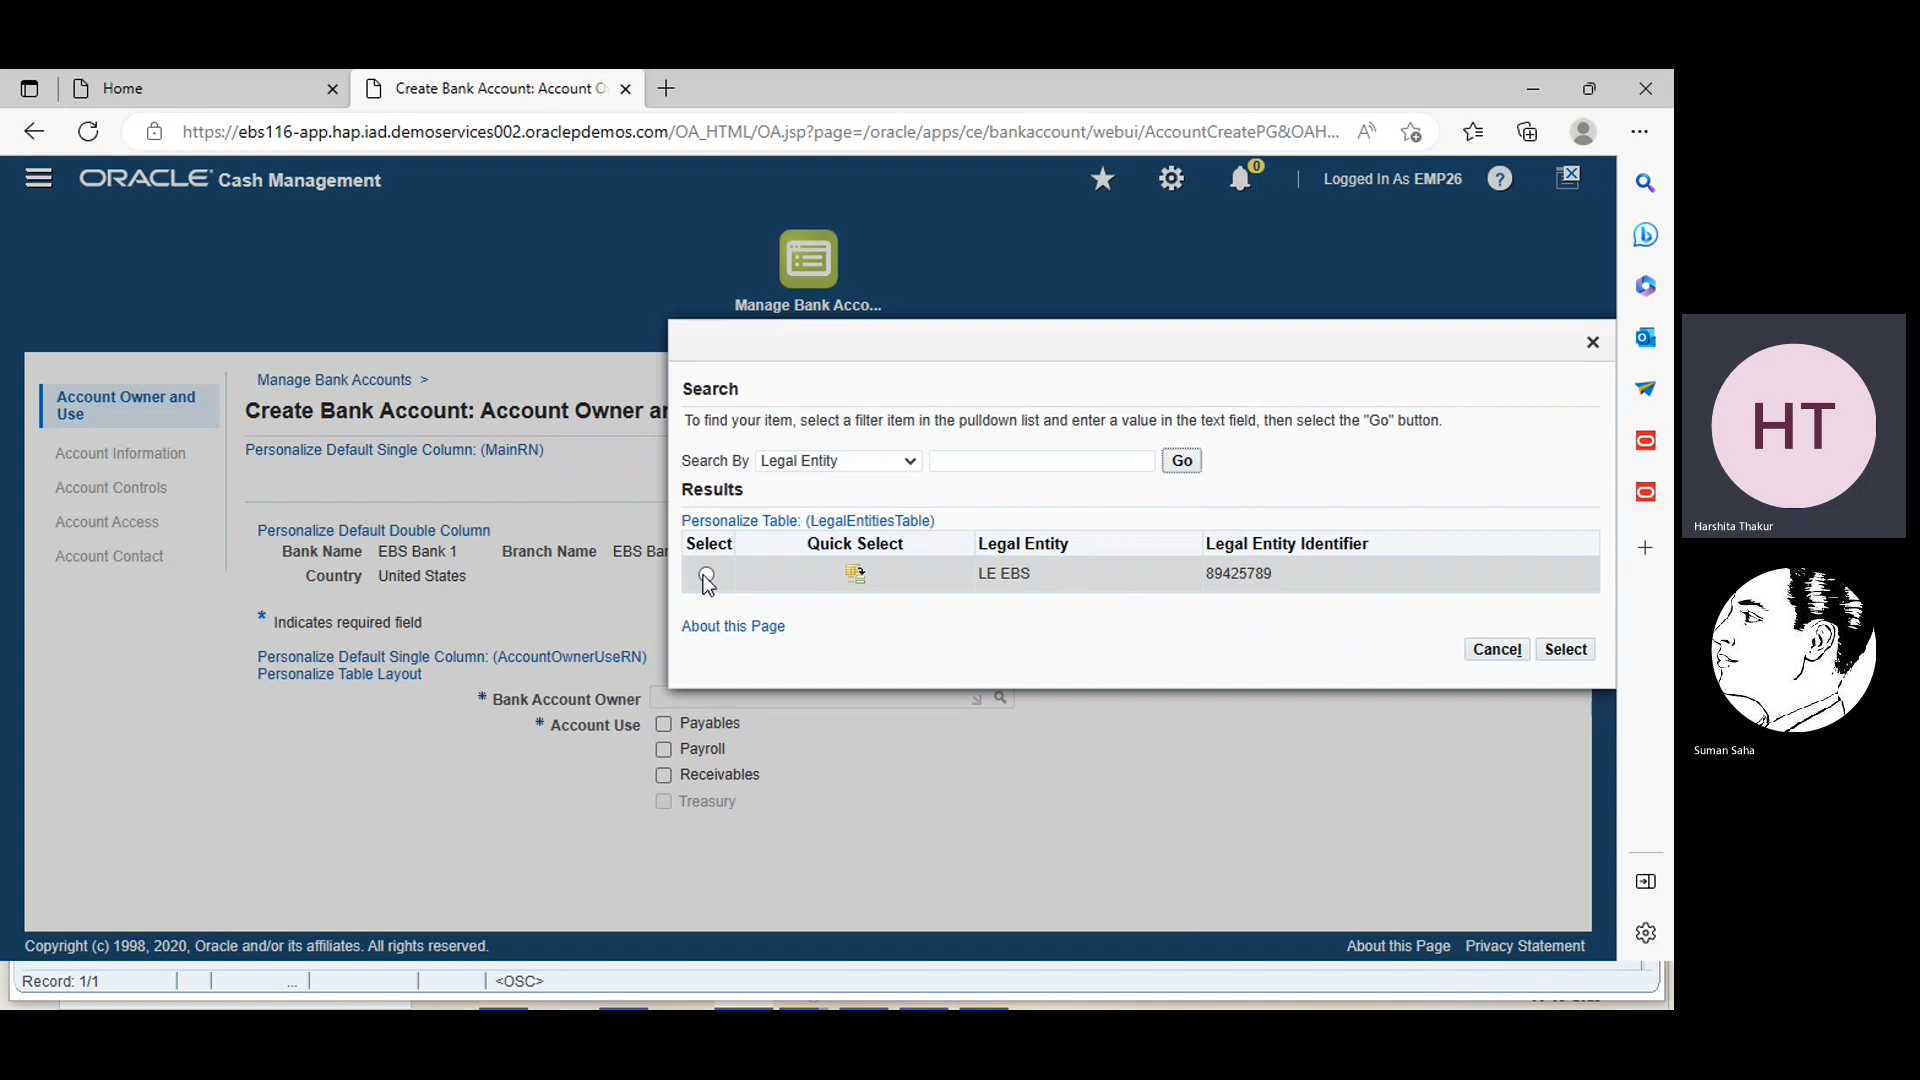 Home
Create Bank Account: Account O
https://ebs116-app.hap.iad.demoservices002.oraclepdemos.com/OA_HTML/OA.jsp?page=/oracle/apps/ce/bankaccount/webui/AccountCreatePG&OAH...
ORACLE Cash Management
0
Logged In As EMP26
Manage Bank Acco...
Account Owner and Use
Account Information
Account Controls
Account Access
Account Contact
Manage Bank Accounts >
Create Bank Account: Account Owner a
Personalize Default Single Column: (MainRN)
Personalize Default Double Column
Bank Name EBS Bank 1 Branch Name EBS Ba
Country United States
* Indicates required field
Personalize Default Single Column: (AccountOwnerUseRN)
Personalize Table Layout
* Bank Account Owner
* Account Use
Payables
Payroll
Receivables
Treasury
Search
To find your item, select a filter item in the pulldown list and enter a value in the text field, then select the "Go" button.
Search By Legal Entity Go
Results
Personalize Table: (LegalEntitiesTable)
Select Quick Select Legal Entity Legal Entity Identifier
LE EBS 89425789
About this Page
Cancel Select
Copyright (c) 1998, 2020, Oracle and/or its affiliates. All rights reserved.
About this Page Privacy Statement
Record: 1/1 ... <OSC>
HT
Harshita Thakur
Suman Saha